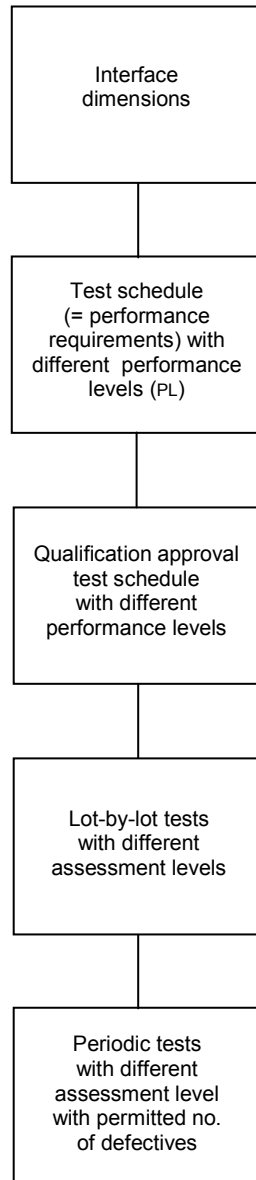 Interface
dimensions
Test schedule
(= performance
requirements) with
different performance
levels (PL)
Qualification approval
test schedule
with different
performance levels
Lot-by-lot tests
with different
assessment levels
Periodic tests
with different
assessment level
with permitted no.
of defectives